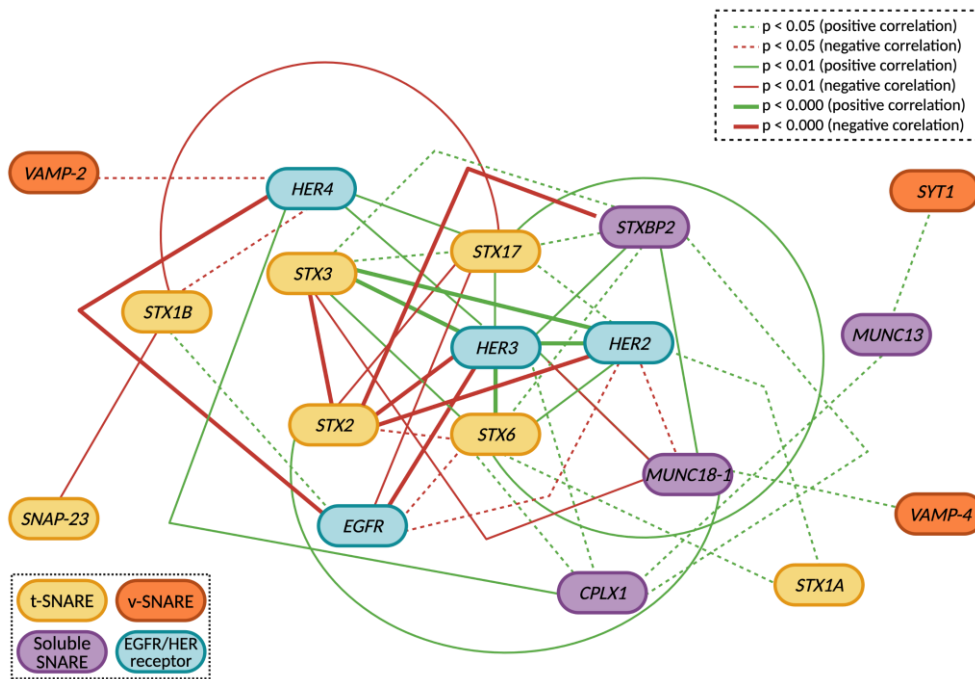 p < 0.05 (positive correlation)
p < 0.05 (negative correlation)
p < 0.01 (positive correlation)
p < 0.01 (negative correlation)
p < 0.000 (positive correlation)
p < 0.000 (negative corelation)
VAMP-2
HER4
SYT1
STXBP2
STX17
STX3
STX1B
MUNC13
HER3
HER2
STX2
STX6
MUNC18-1
SNAP-23
EGFR
VAMP-4
CPLX1
STX1A
t-SNARE
v-SNARE
Soluble
SNARE
EGFR/HER
receptor